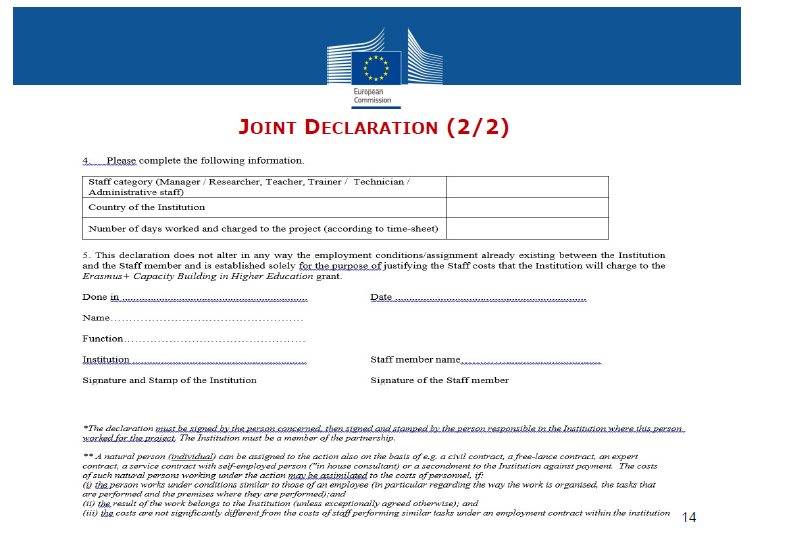 European
Commission
JOINT DECLARATION (2/2)
4. Please complete the following information.
Staff category (Manager / Researcher, Teacher, Trainer / Technician /
Administrative staff)
Country of the Institution
Number of days worked and charged to the project (according to time-sheet)
5. This declaration does not alter in any way the employment conditions/assignment already existing between the Institution
and the Staff member and is established solely for the purpose of justifying the Staff costs that the Institution will charge to the
Erasmus+ Capacity Building in Higher Education grant.
Done in ........................................................ Date ........................................................
Name........................................................
Function........................................................
Institution ........................................................ Staff member name........................................
Signature and Stamp of the Institution Signature of the Staff member
*The declaration must be signed by the person concerned, then signed and stamped by the person responsible in the Institution where this person
worked for the project. The Institution must be a member of the partnership.
** A natural person (individual) can be assigned to the action also on the basis of e.g. a civil contract, a free-lance contract, an expert
contract, a service contract with self-employed person ("in house consultant) or a secondment to the Institution against payment. The costs
of such natural persons working under the action may be assimilated to the costs of personnel, if:
(i) the person works under conditions similar to those of an employee (in particular regarding the way the work is organised, the tasks that
are performed and the premises where they are performed);and
(ii) the result of the work belongs to the Institution (unless exceptionally agreed otherwise); and
(iii) the costs are not significantly different from the costs of staff performing similar tasks under an employment contract within the institution
14